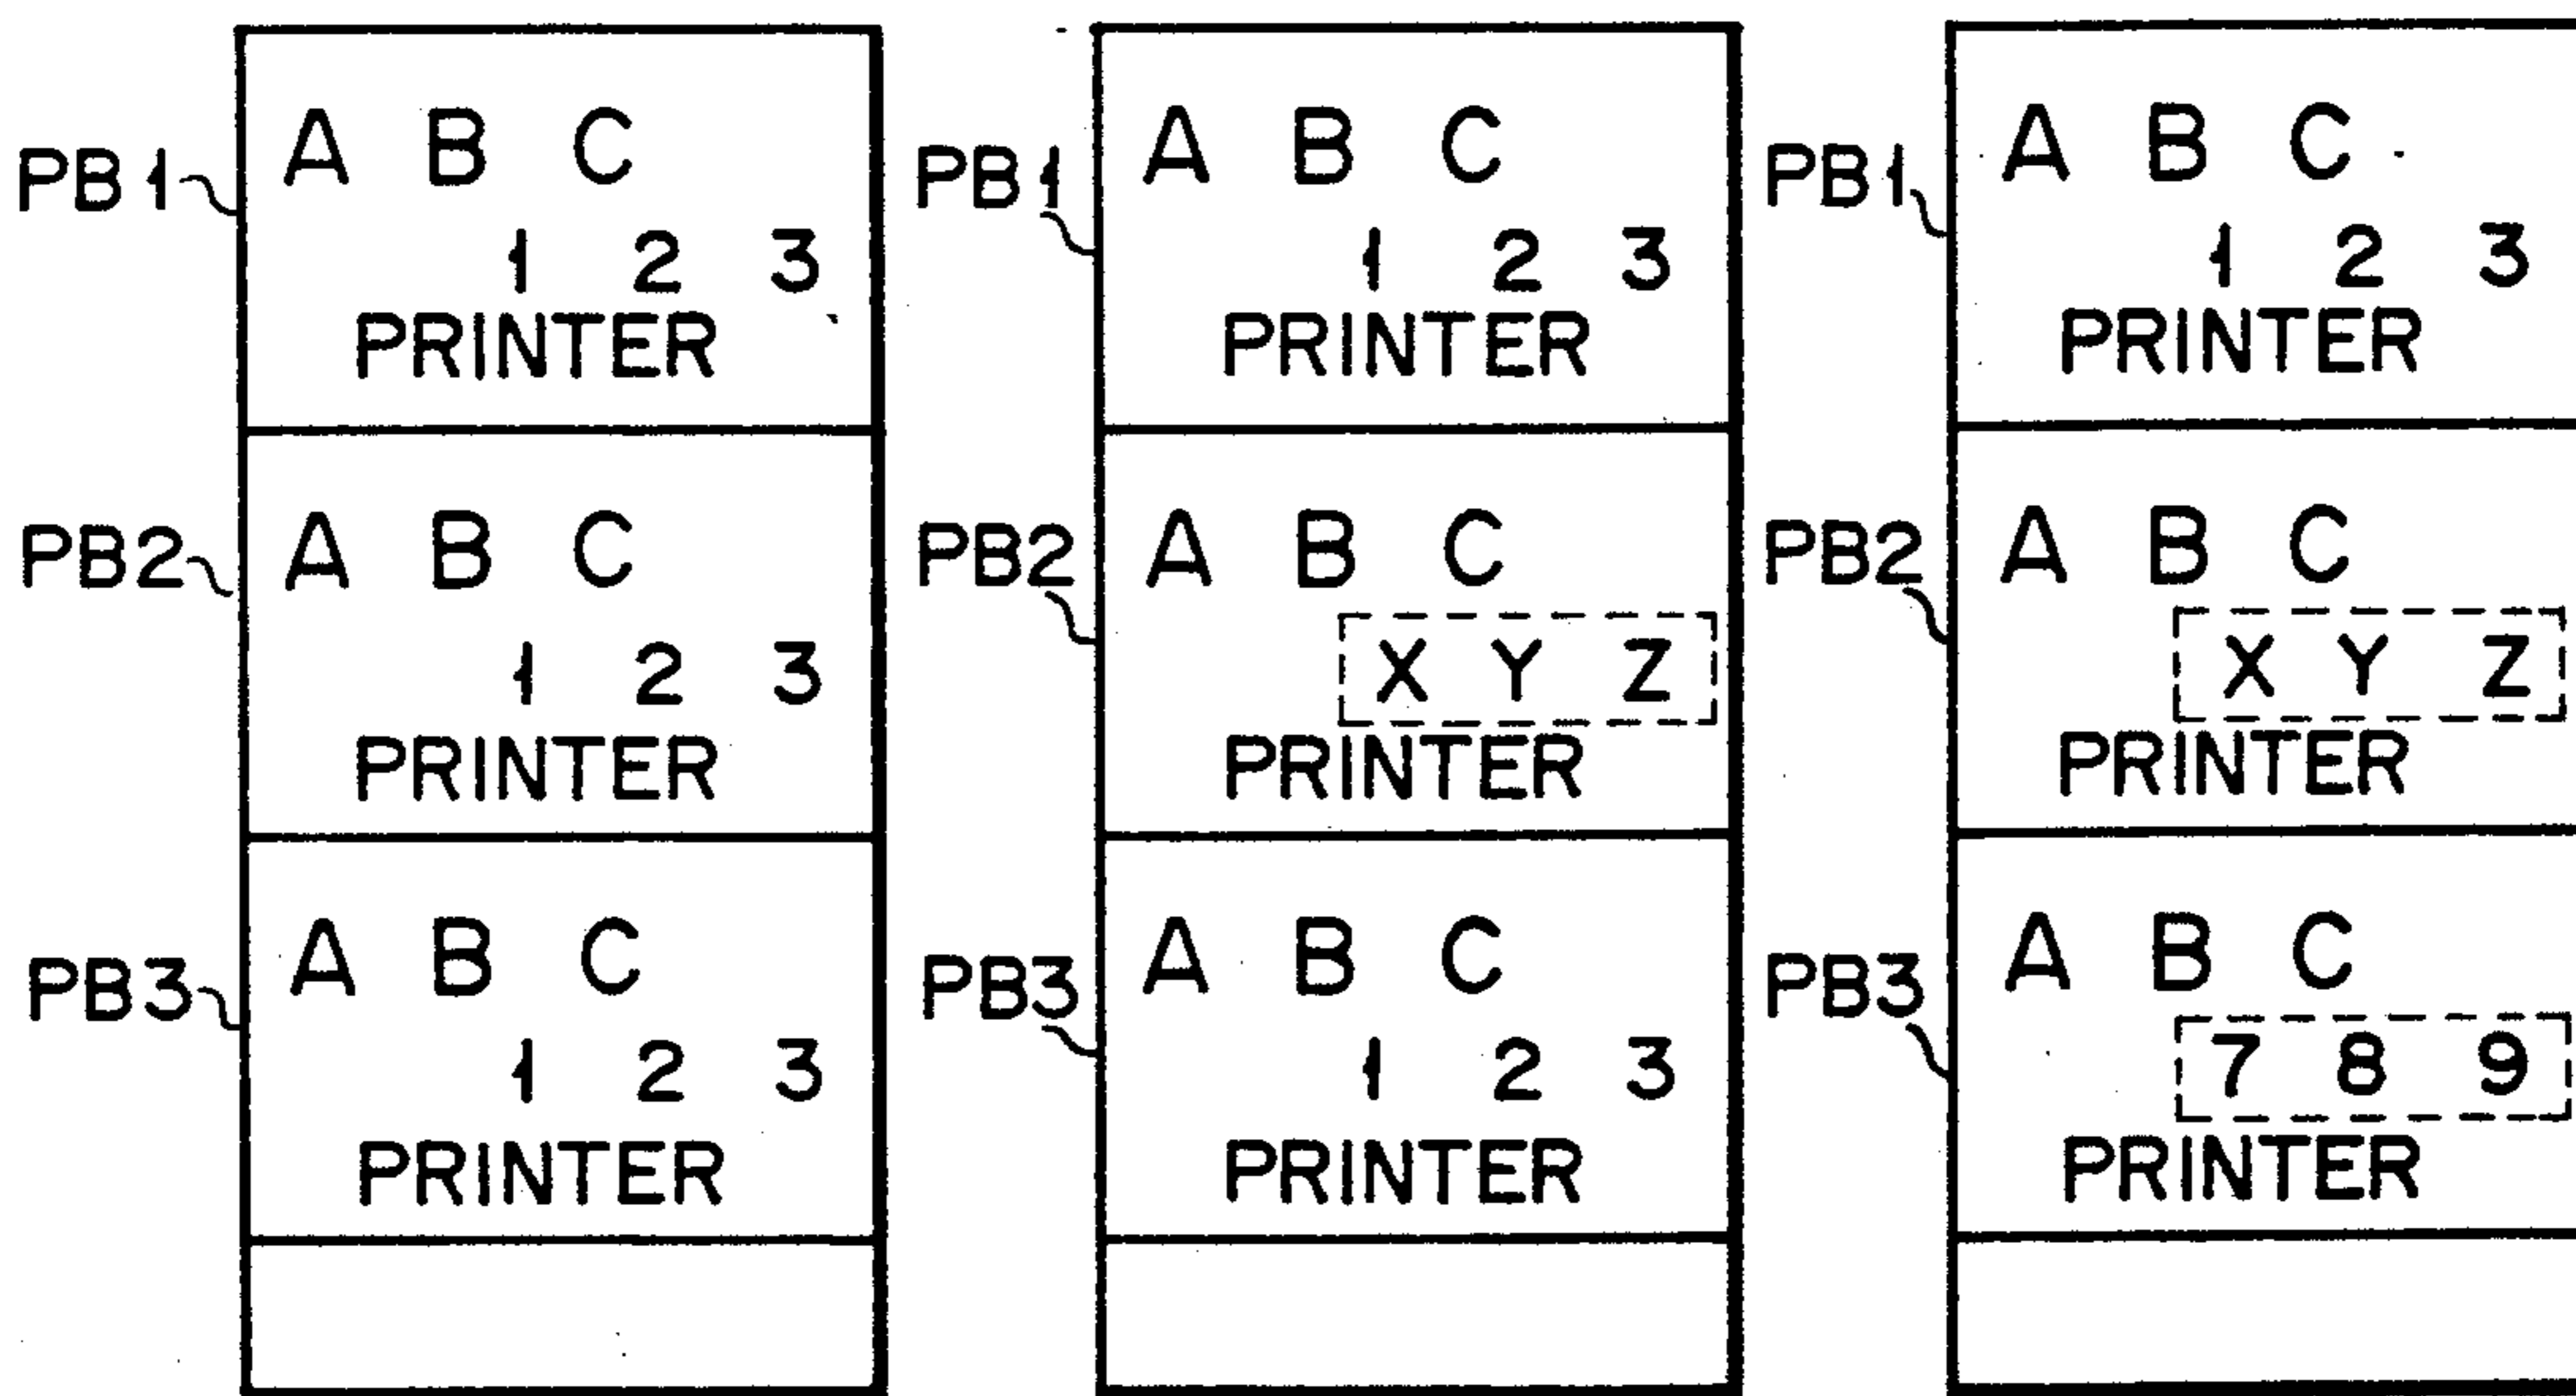 PB1
A B C
1 2 3
PRINTER
PB2
A B C
1 2 3
PRINTER
PB3
A B C
1 2 3
PRINTER
PB1
A B C
1 2 3
PRINTER
PB2
A B C
X Y Z
PRINTER
PB3
A B C
1 2 3
PRINTER
PB1
A B C
1 2 3
PRINTER
PB2
A B C
X Y Z
PRINTER
PB3
A B C
7 8 9
PRINTER